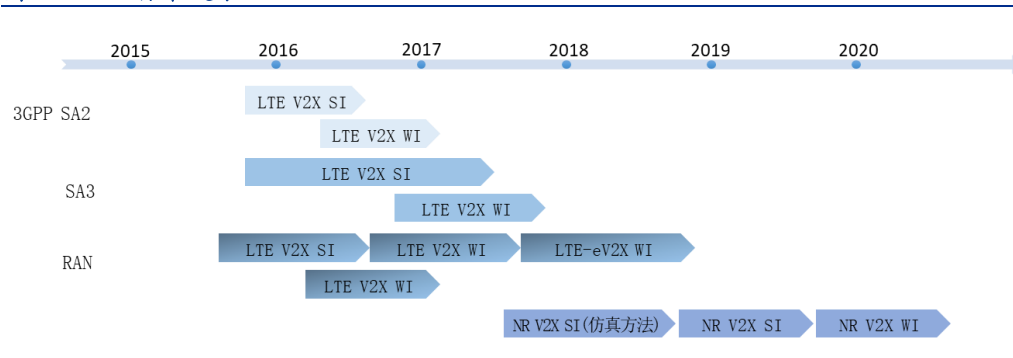 2015 2016 2017 2018 2019 2020
LTE V2X SI
3GPP SA2
LTE V2X WI
LTE V2X SI
SA3
LTE V2X WI
LTE V2X SI LTE V2X WI LTE-eV2X WI
RAN
LTE V2X WI
NR V2X SI(仿真方法) NR V2X SI NR V2X WI